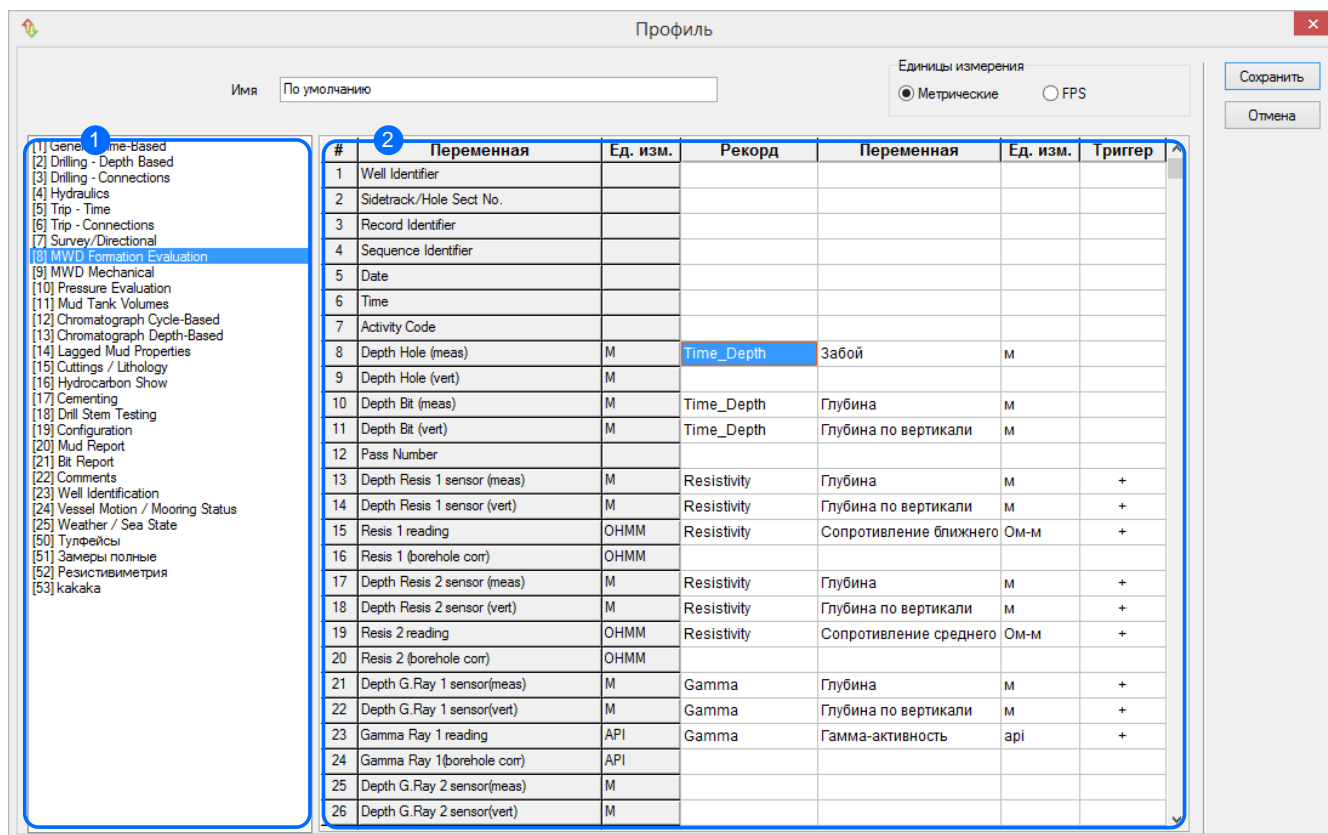 Профиль
Имя По умолчанию
Единицы измерения
Метрические FPS
Сохранить
Отмена
1
[2] Drilling - Depth Based
[3] Drilling - Connections
[4] Hydraulics
[5] Trip - Time
[6] Trip - Connections
[7] Survey/Directional
[8] MWD Formation Evaluation
[9] MWD Mechanical
[10] Pressure Evaluation
[11] Mud Tank Volumes
[12] Chromatograph Cycle-Based
[13] Chromatograph Depth-Based
[14] Lagged Mud Properties
[15] Cuttings / Lithology
[16] Hydrocarbon Show
[17] Cementing
[18] Drill Stem Testing
[19] Configuration
[20] Mud Report
[21] Bit Report
[22] Comments
[23] Well Identification
[24] Vessel Motion / Mooring Status
[25] Weather / Sea State
[50] Тулфейсы
[51] Замеры полные
[52] Резистивиметрия
[53] kakaka
2
# Переменная Ед. изм. Рекорд Переменная Ед. изм. Триггер
1 Well Identifier
2 Sidetrack/Hole Sect No.
3 Record Identifier
4 Sequence Identifier
5 Date
6 Time
7 Activity Code
8 Depth Hole (meas) M Time_Depth Забой м
9 Depth Hole (vert) M
10 Depth Bit (meas) M Time_Depth Глубина м
11 Depth Bit (vert) M Time_Depth Глубина по вертикали м
12 Pass Number
13 Depth Resis 1 sensor (meas) M Resistivity Глубина м +
14 Depth Resis 1 sensor (vert) M Resistivity Глубина по вертикали м +
15 Resis 1 reading OHMM Resistivity Сопротивление ближнего Ом-м +
16 Resis 1 (borehole corr) OHMM
17 Depth Resis 2 sensor (meas) M Resistivity Глубина м +
18 Depth Resis 2 sensor (vert) M Resistivity Глубина по вертикали м +
19 Resis 2 reading OHMM Resistivity Сопротивление среднего Ом-м +
20 Resis 2 (borehole corr) OHMM
21 Depth G.Ray 1 sensor(meas) M Gamma Глубина м +
22 Depth G.Ray 1 sensor(vert) M Gamma Глубина по вертикали м +
23 Gamma Ray 1 reading API Gamma Гамма-активность api +
24 Gamma Ray 1(borehole corr) API
25 Depth G.Ray 2 sensor(meas) M
26 Depth G.Ray 2 sensor(vert) M